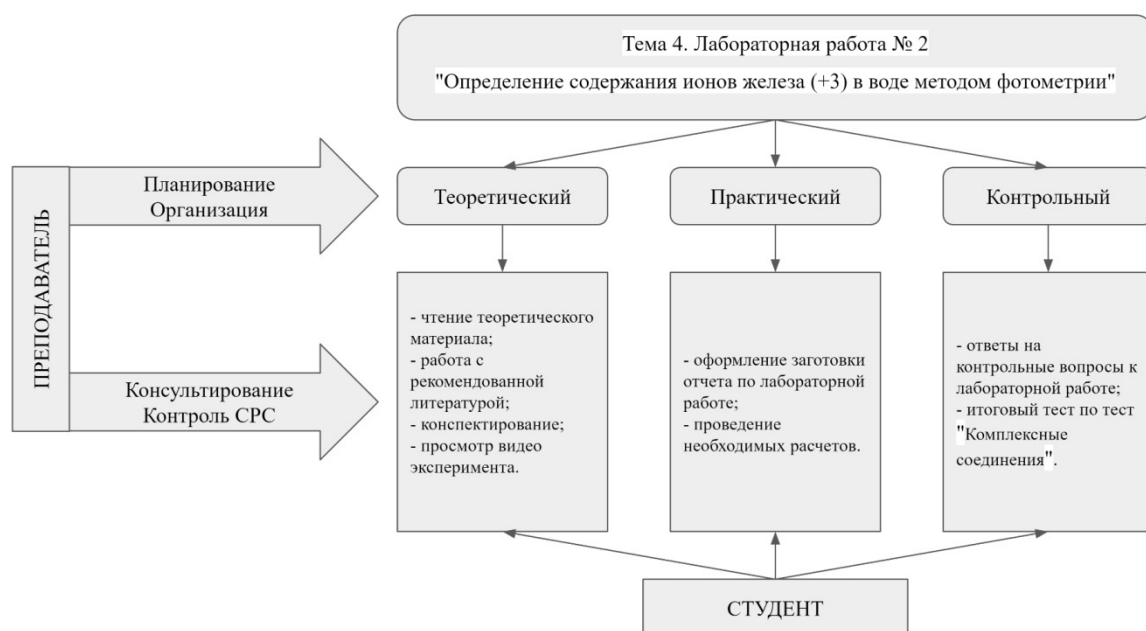 Тема 4. Лабораторная работа № 2
"Определение содержания ионов железа (+3) в воде методом фотометрии"
ПРЕПОДАВАТЕЛЬ
Планирование
Организация
Теоретический
Практический
Контрольный
Консультирование
Контроль СРС
- чтение теоретического
материала;
- работа с
рекомендованной
литературой;
- конспектирование;
- просмотр видео
эксперимента.
- оформление заготовки
отчета по лабораторной
работе;
- проведение
необходимых расчетов.
- ответы на
контрольные вопросы к
лабораторной работе;
- итоговый тест по тест
"Комплексные
соединения".
СТУДЕНТ